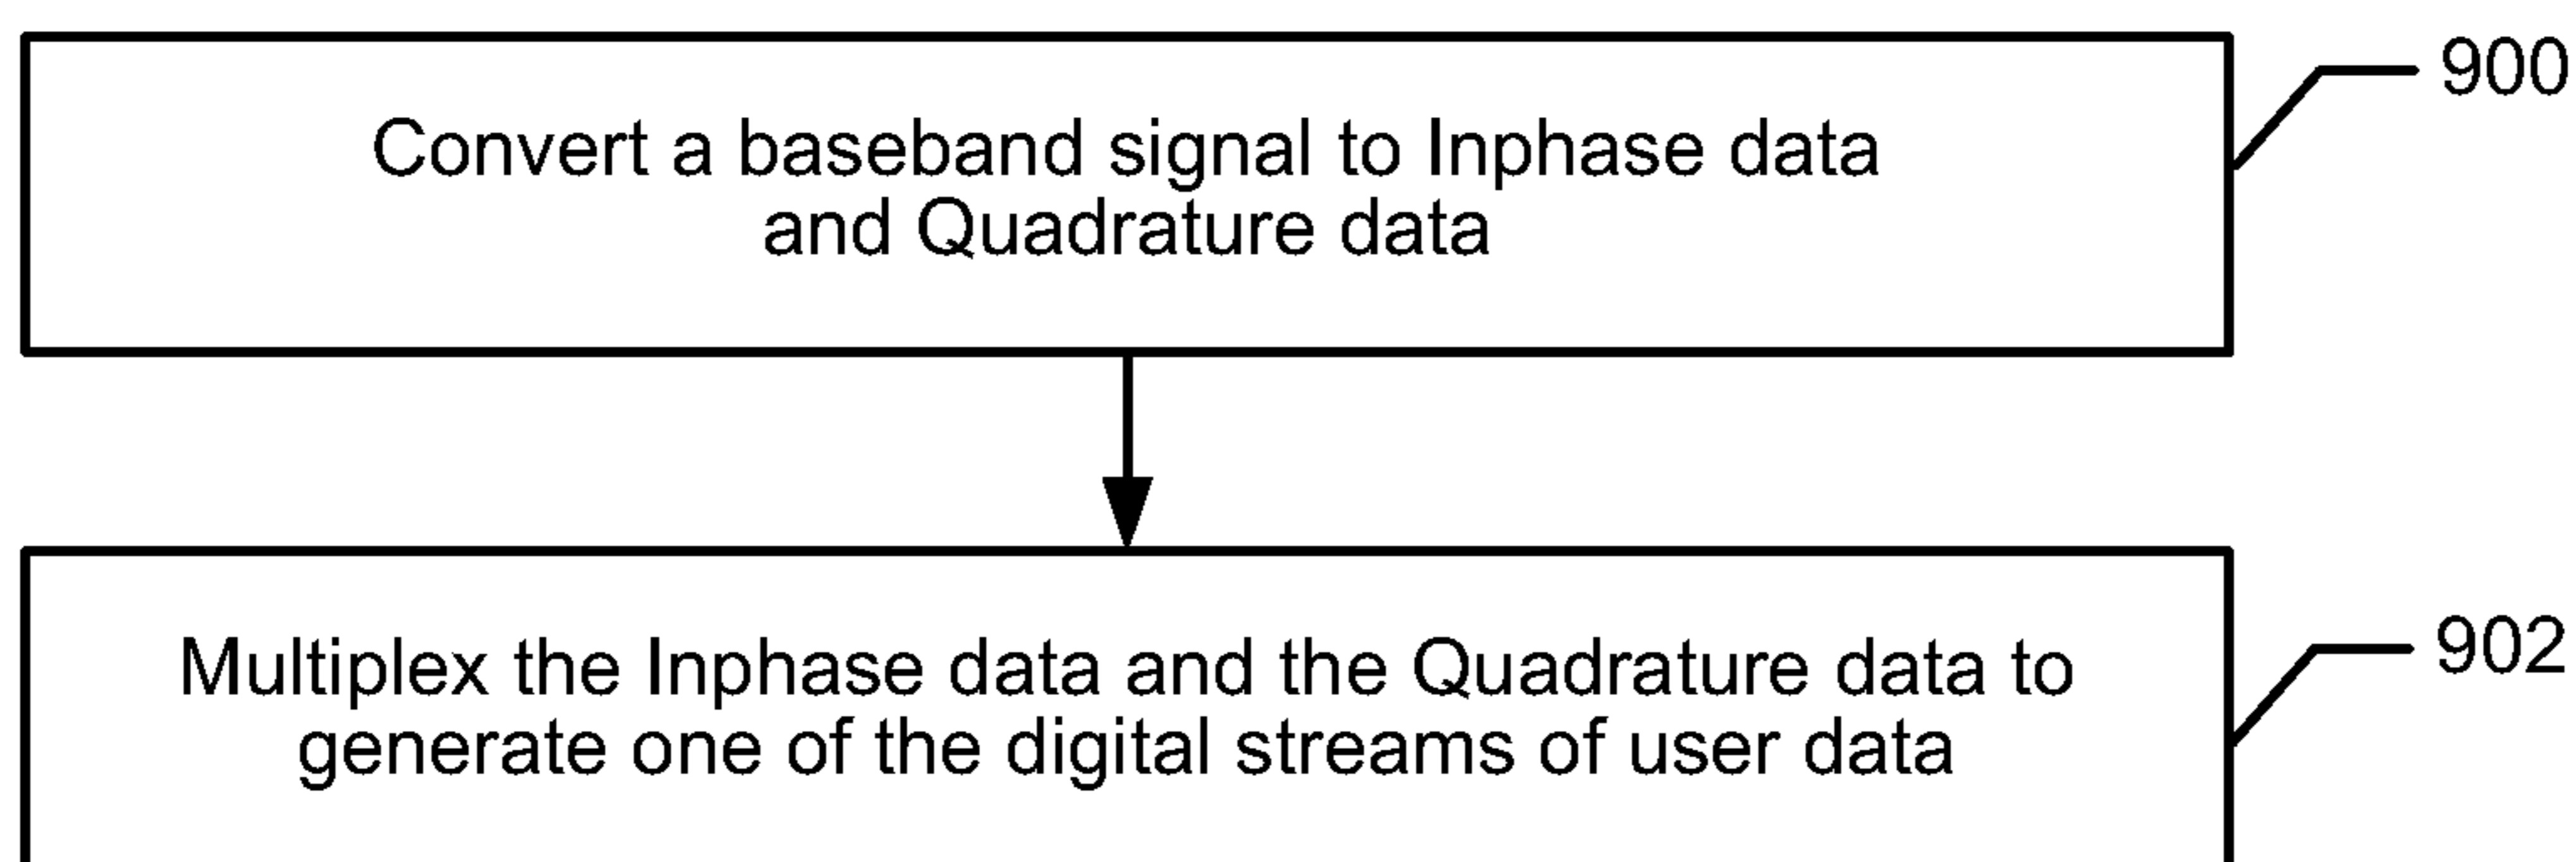 900
Convert a baseband signal to Inphase data
and Quadrature data
902
Multiplex the Inphase data and the Quadrature data to
generate one of the digital streams of user data